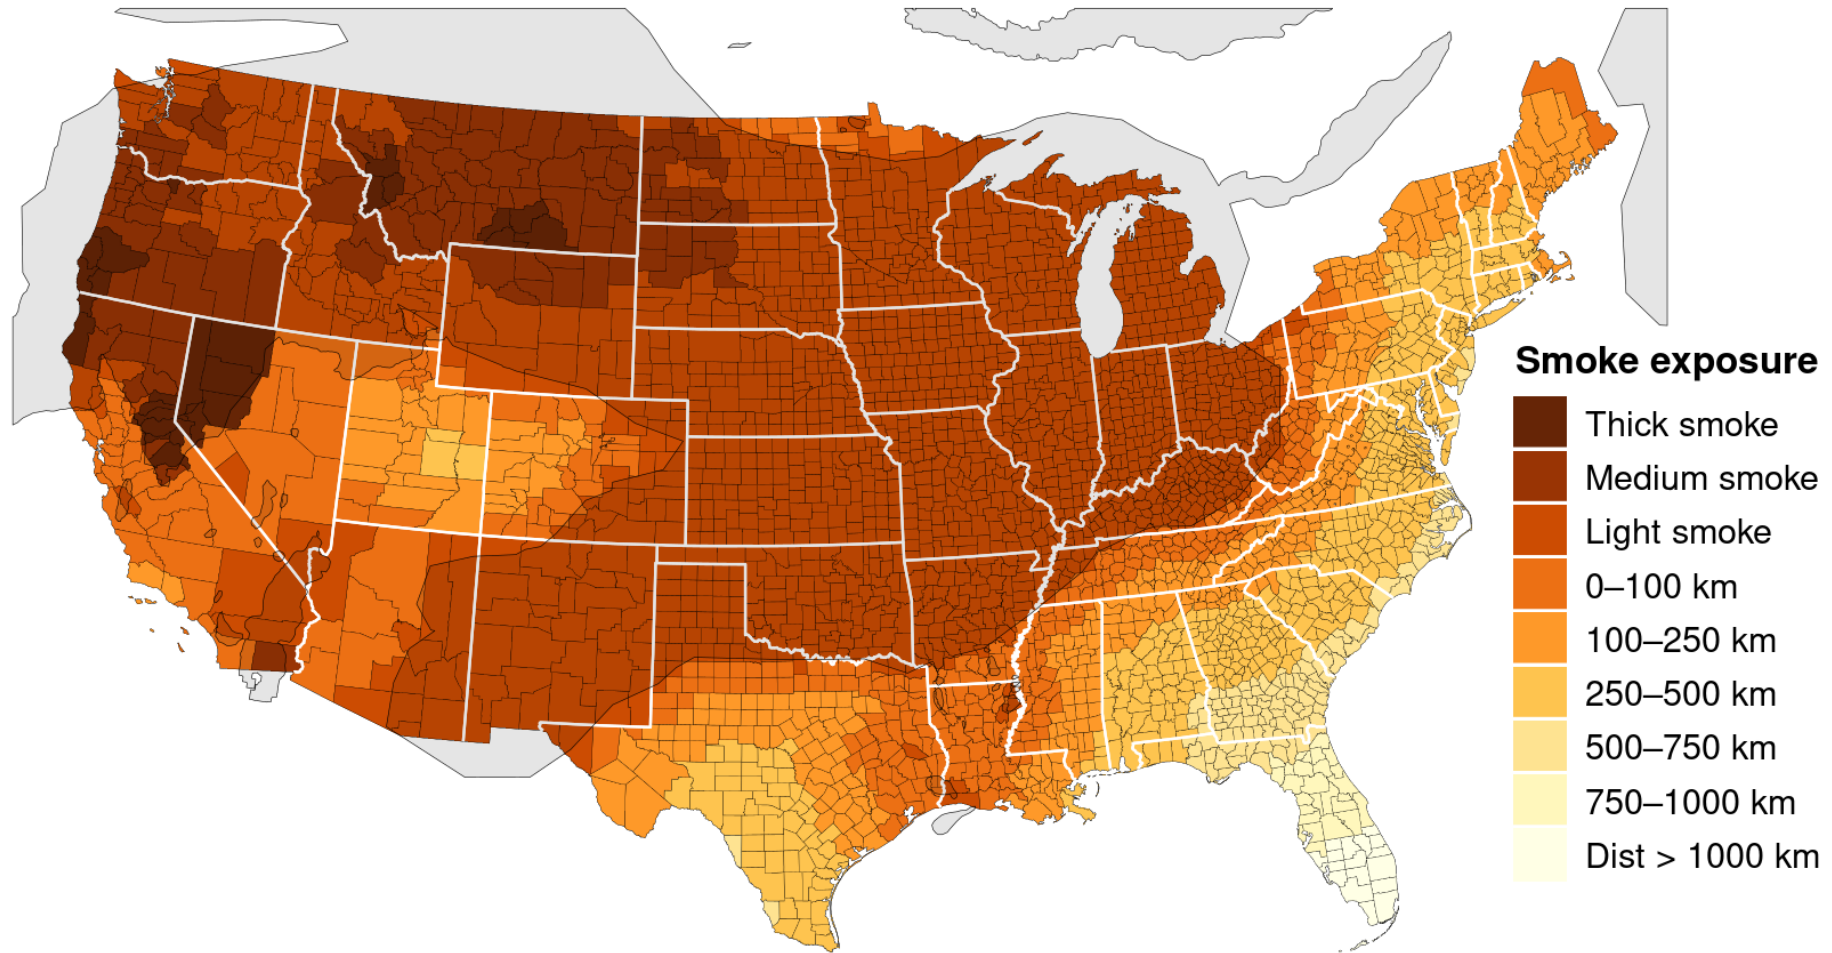 Smoke exposure
Thick smoke
Medium smoke
Light smoke
0–100 km
100–250 km
250–500 km
500–750 km
750–1000 km
Dist > 1000 km